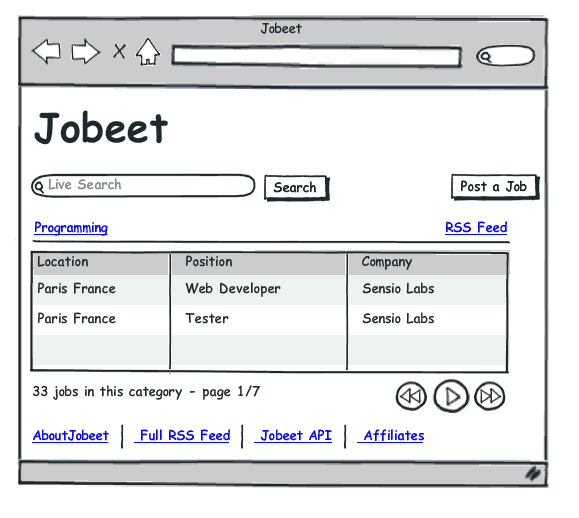 Jobeet
Jobeet
Live Search Search Post a Job
Programming RSS Feed
Location Position Company
Paris France Web Developer Sensio Labs
Paris France Tester Sensio Labs
33 jobs in this category - page 1/7
AboutJobeet Full RSS Feed Jobeet API Affiliates